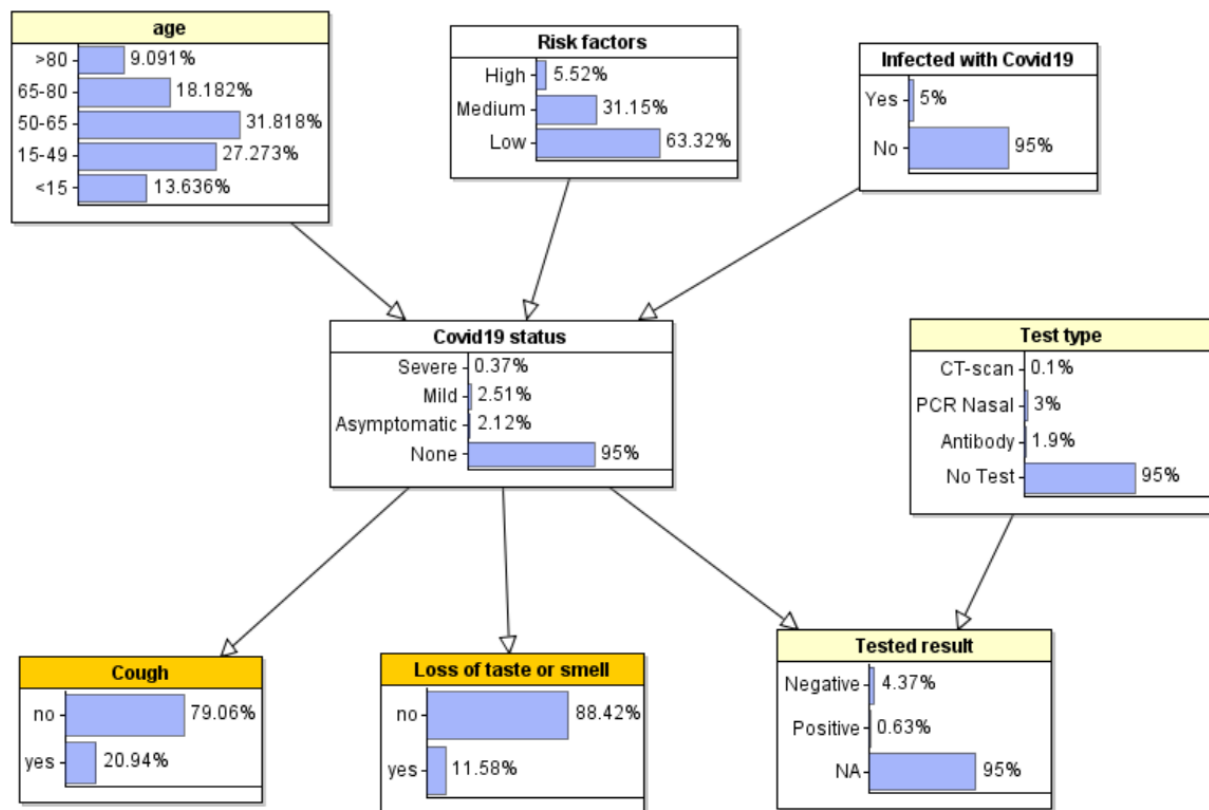 age
>80 9.091%
65-80 18.182%
50-65 31.818%
15-49 27.273%
<15 13.636%
Risk factors
High 5.52%
Medium 31.15%
Low 63.32%
Infected with Covid19
Yes 5%
No 95%
Covid19 status
Severe 0.37%
Mild 2.51%
Asymptomatic 2.12%
None 95%
Test type
CT-scan 0.1%
PCR Nasal 3%
Antibody 1.9%
No Test 95%
Cough
no 79.06%
yes 20.94%
Loss of taste or smell
no 88.42%
yes 11.58%
Tested result
Negative 4.37%
Positive 0.63%
NA 95%